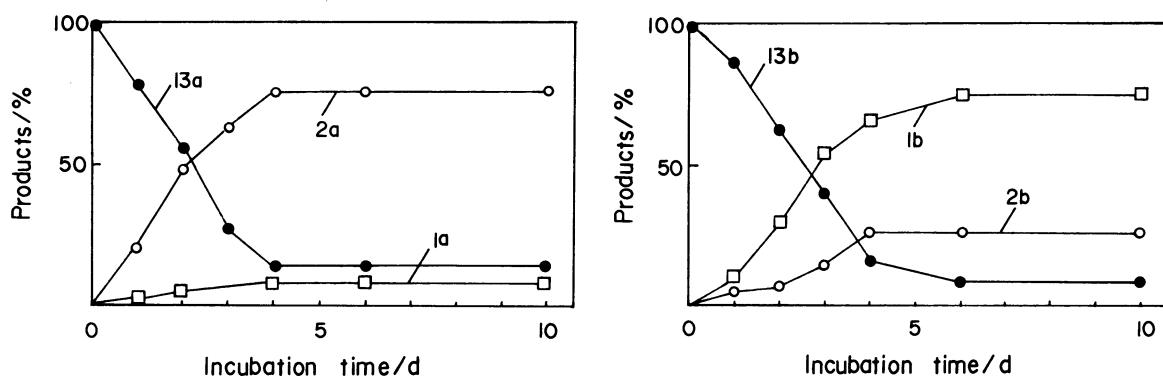 100
50
Products/%
13a
2a
1a
0
5
10
Incubation time/d
100
50
Products/%
13b
1b
2b
0
5
10
Incubation time/d